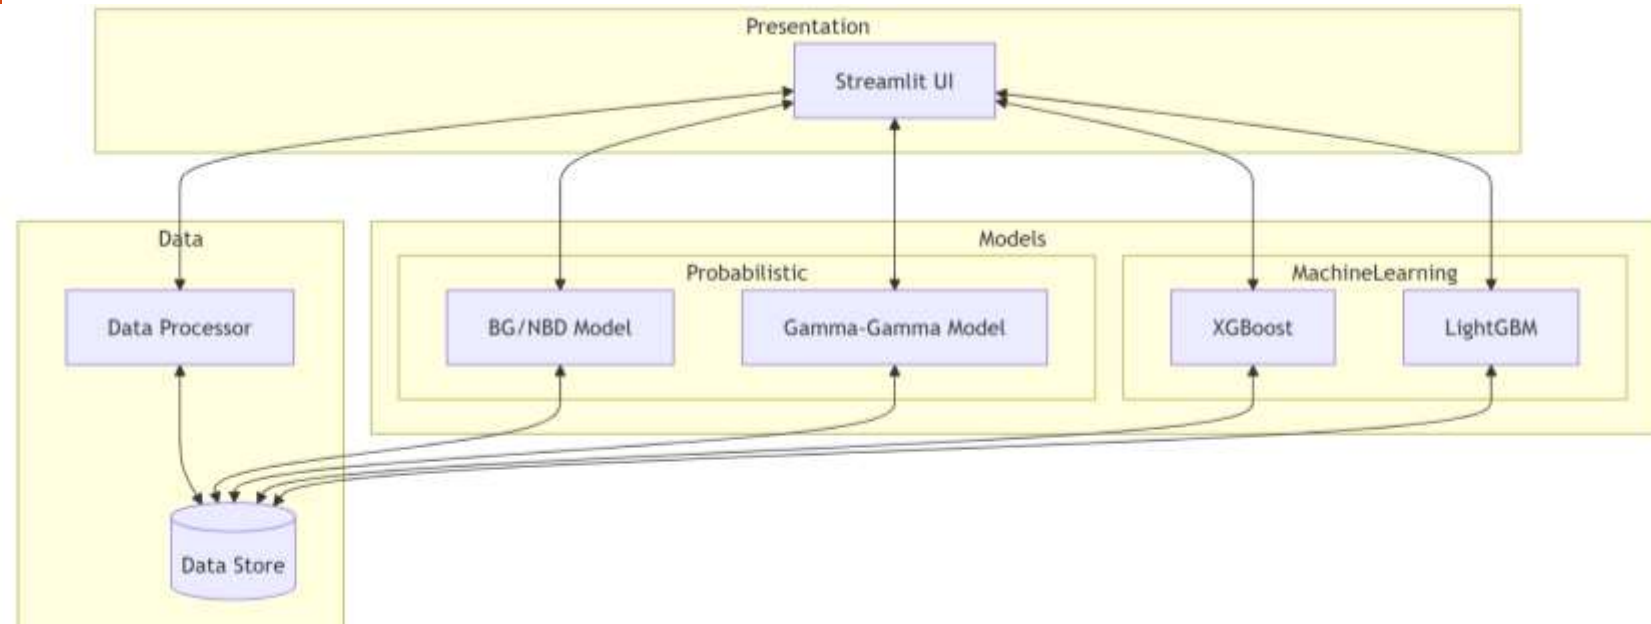 Presentation
Streamlit UI
Data
Models
Probabilistic
MachineLearning
Data Processor
BG/NBD Model
Gamma-Gamma Model
XGBoost
LightGBM
Data Store